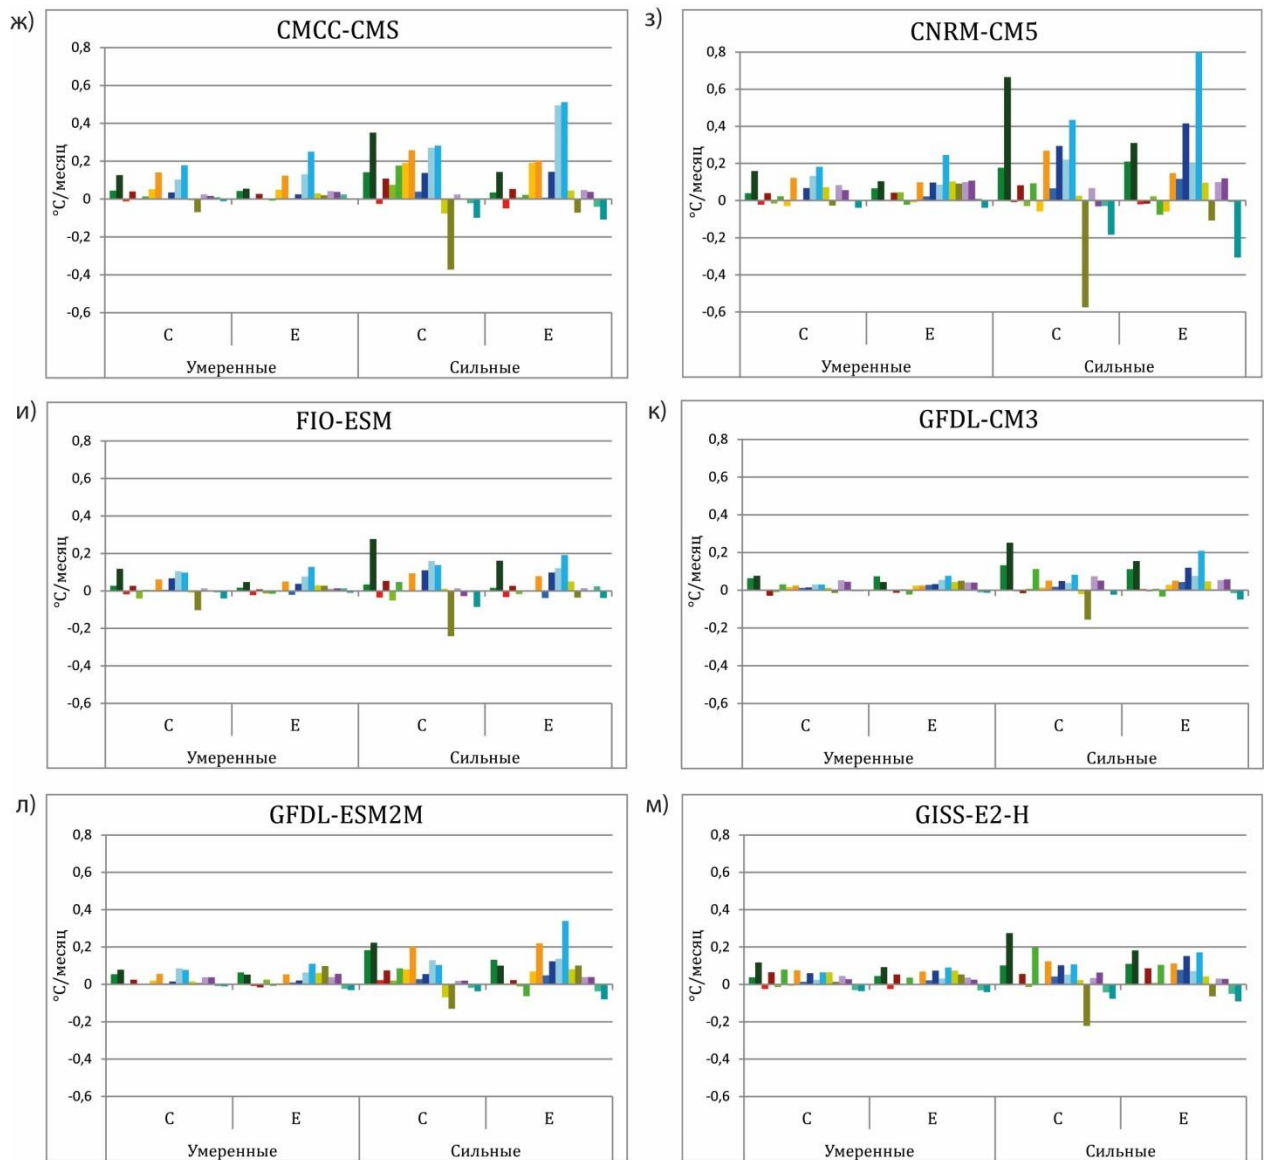 ж)
CMCC-CMS
°С/месяц
0,8
0,6
0,4
0,2
0
-0,2
-0,4
-0,6
C
E
C
E
Умеренные
Сильные
з)
CNRM-CM5
°С/месяц
0,8
0,6
0,4
0,2
0
-0,2
-0,4
-0,6
C
E
C
E
Умеренные
Сильные
и)
FIO-ESM
°С/месяц
0,8
0,6
0,4
0,2
0
-0,2
-0,4
-0,6
C
E
C
E
Умеренные
Сильные
к)
GFDL-CM3
°С/месяц
0,8
0,6
0,4
0,2
0
-0,2
-0,4
-0,6
C
E
C
E
Умеренные
Сильные
л)
GFDL-ESM2M
°С/месяц
0,8
0,6
0,4
0,2
0
-0,2
-0,4
-0,6
C
E
C
E
Умеренные
Сильные
м)
GISS-E2-H
°С/месяц
0,8
0,6
0,4
0,2
0
-0,2
-0,4
-0,6
C
E
C
E
Умеренные
Сильные